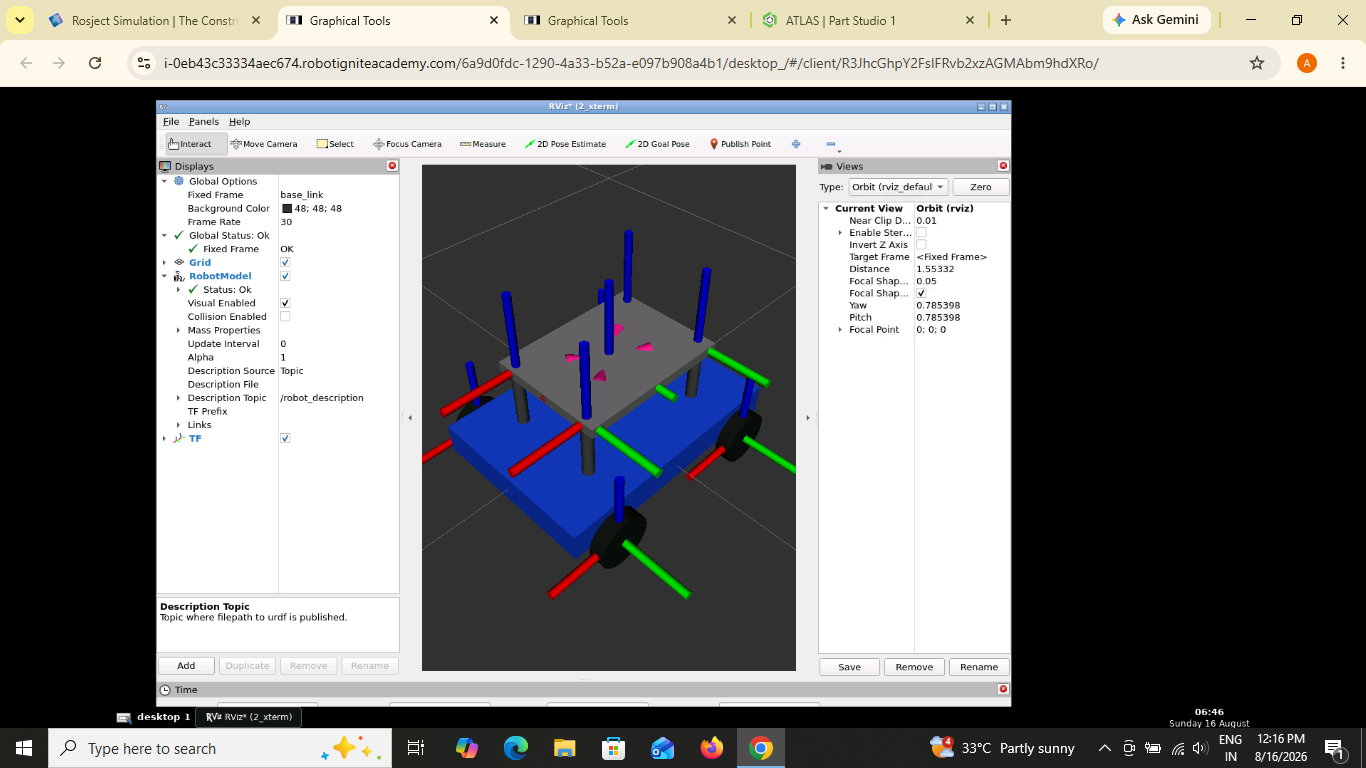 Rosject Simulation | The Constru
Graphical Tools
Graphical Tools
ATLAS | Part Studio 1
Ask Gemini
i-0eb43c33334aec674.robotigniteacademy.com/6a9d0fdc-1290-4a33-b52a-e097b908a4b1/desktop_/#/client/R3JhcGhpY2FsIFRvb2xzAGMAbm9hdXRo/
A
RViz* (2_xterm)
File Panels Help
Interact Move Camera Select Focus Camera Measure 2D Pose Estimate 2D Goal Pose Publish Point
Displays
Global Options
Fixed Frame base_link
Background Color 48; 48; 48
Frame Rate 30
Global Status: Ok
Fixed Frame OK
Grid
RobotModel
Status: Ok
Visual Enabled
Collision Enabled
Mass Properties
Update Interval 0
Alpha 1
Description Source Topic
Description File
Description Topic /robot_description
TF Prefix
Links
TF
Description Topic
Topic where filepath to urdf is published.
Add Duplicate Remove Rename
Views
Type: Orbit (rviz_defaul Zero
Current View Orbit (rviz)
Near Clip D... 0.01
Enable Ster...
Invert Z Axis
Target Frame <Fixed Frame>
Distance 1.55332
Focal Shap... 0.05
Focal Shap...
Yaw 0.785398
Pitch 0.785398
Focal Point 0; 0; 0
Save Remove Rename
Time
desktop 1 RViz* (2_xterm)
06:46
Sunday 16 August
Type here to search
4
33°C Partly sunny
ENG
IN
12:16 PM
8/16/2026
1